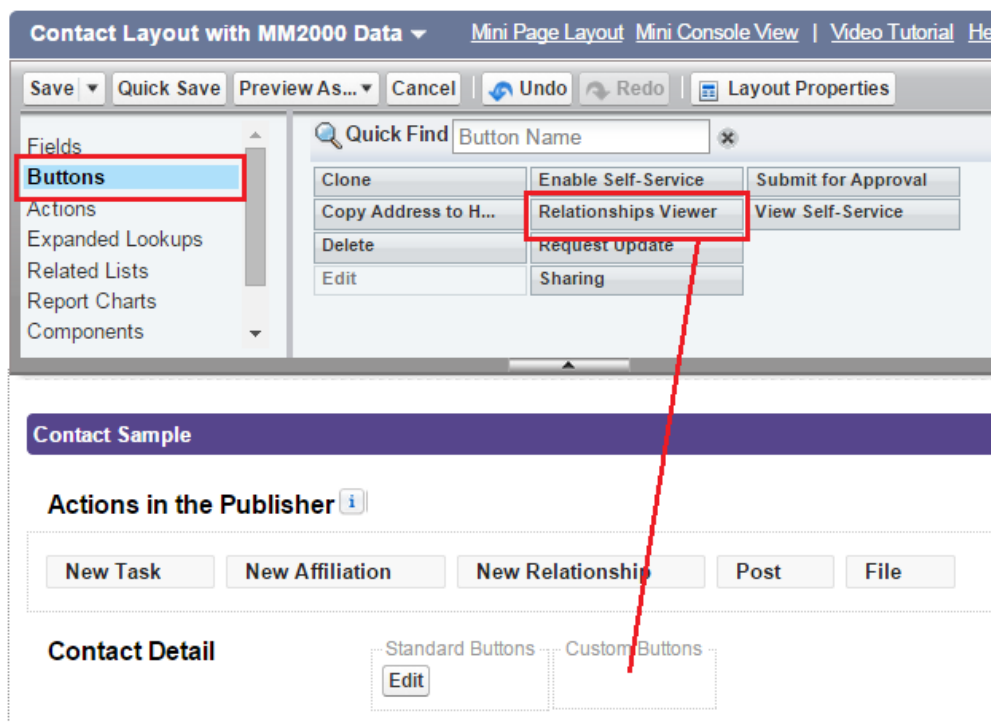 Contact Layout with MM2000 Data Mini Page Layout Mini Console View | Video Tutorial He
Save Quick Save Preview As... Cancel Undo Redo Layout Properties
Quick Find Button Name
Fields
Buttons
Actions
Expanded Lookups
Related Lists
Report Charts
Components
Clone Enable Self-Service Submit for Approval
Copy Address to H... Relationships Viewer View Self-Service
Delete Request Update
Edit Sharing
Contact Sample
Actions in the Publisher i
New Task New Affiliation New Relationship Post File
Contact Detail Standard Buttons Custom Buttons
Edit